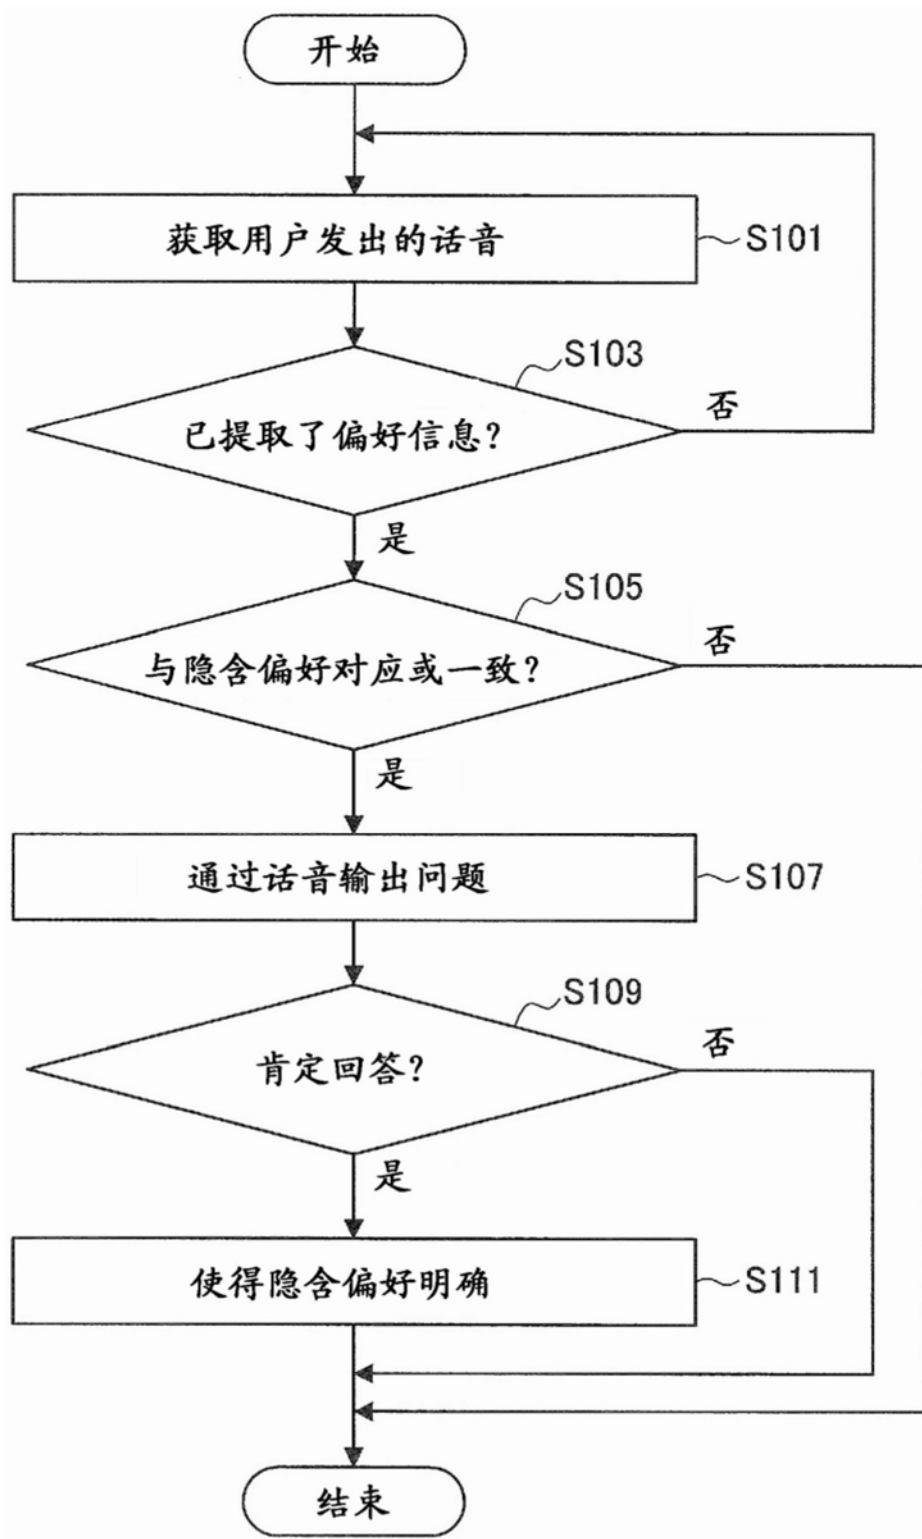 开始
获取用户发出的话音
S101
S103
否
已提取了偏好信息?
是
S105
否
与隐含偏好对应或一致?
是
通过话音输出问题
S107
S109
否
肯定回答?
是
使得隐含偏好明确
S111
结束